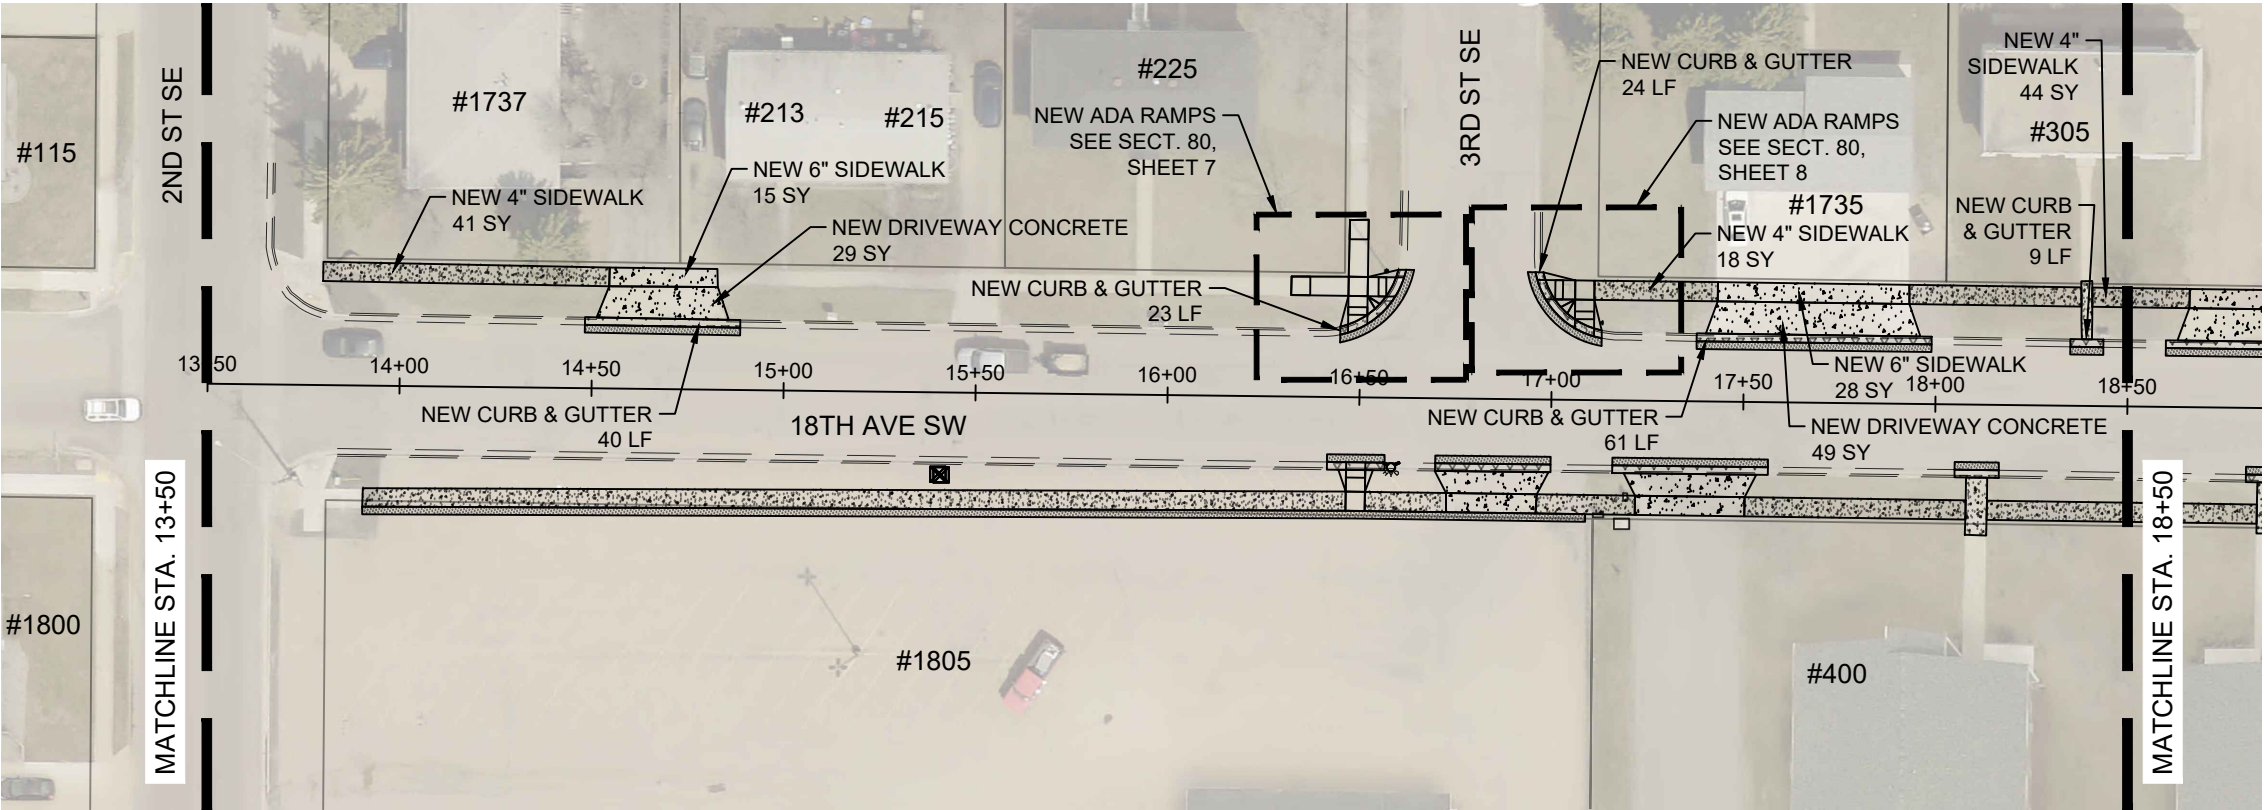 2ND ST SE
#115
#1737
#213
#215
#225
3RD ST SE
NEW CURB & GUTTER
24 LF
NEW 4"
SIDEWALK
44 SY
#305
NEW ADA RAMPS
SEE SECT. 80,
SHEET 7
NEW ADA RAMPS
SEE SECT. 80,
SHEET 8
NEW 4" SIDEWALK
41 SY
NEW 6" SIDEWALK
15 SY
NEW DRIVEWAY CONCRETE
29 SY
#1735
NEW 4" SIDEWALK
18 SY
NEW CURB
& GUTTER
9 LF
NEW CURB & GUTTER
23 LF
13+50
14+00
14+50
15+00
15+50
16+00
16+50
17+00
17+50
18+00
18+50
NEW 6" SIDEWALK
28 SY
NEW CURB & GUTTER
40 LF
18TH AVE SW
NEW CURB & GUTTER
61 LF
NEW DRIVEWAY CONCRETE
49 SY
MATCHLINE STA. 13+50
MATCHLINE STA. 18+50
#1800
#1805
#400